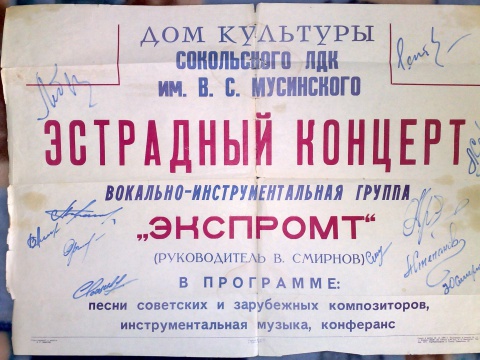 ДОМ КУЛЬТУРЫ
СОКОЛЬСКОГО ЛДК
ИМ. В. С. МУСИНСКОГО
ЭСТРАДНЫЙ КОНЦЕРТ
ВОКАЛЬНО-ИНСТРУМЕНТАЛЬНАЯ ГРУППА
„ЭКСПРОМТ“
(РУКОВОДИТЕЛЬ В. СМИРНОВ)
В ПРОГРАММЕ:
песни советских и зарубежных композиторов,
инструментальная музыка, конферанс